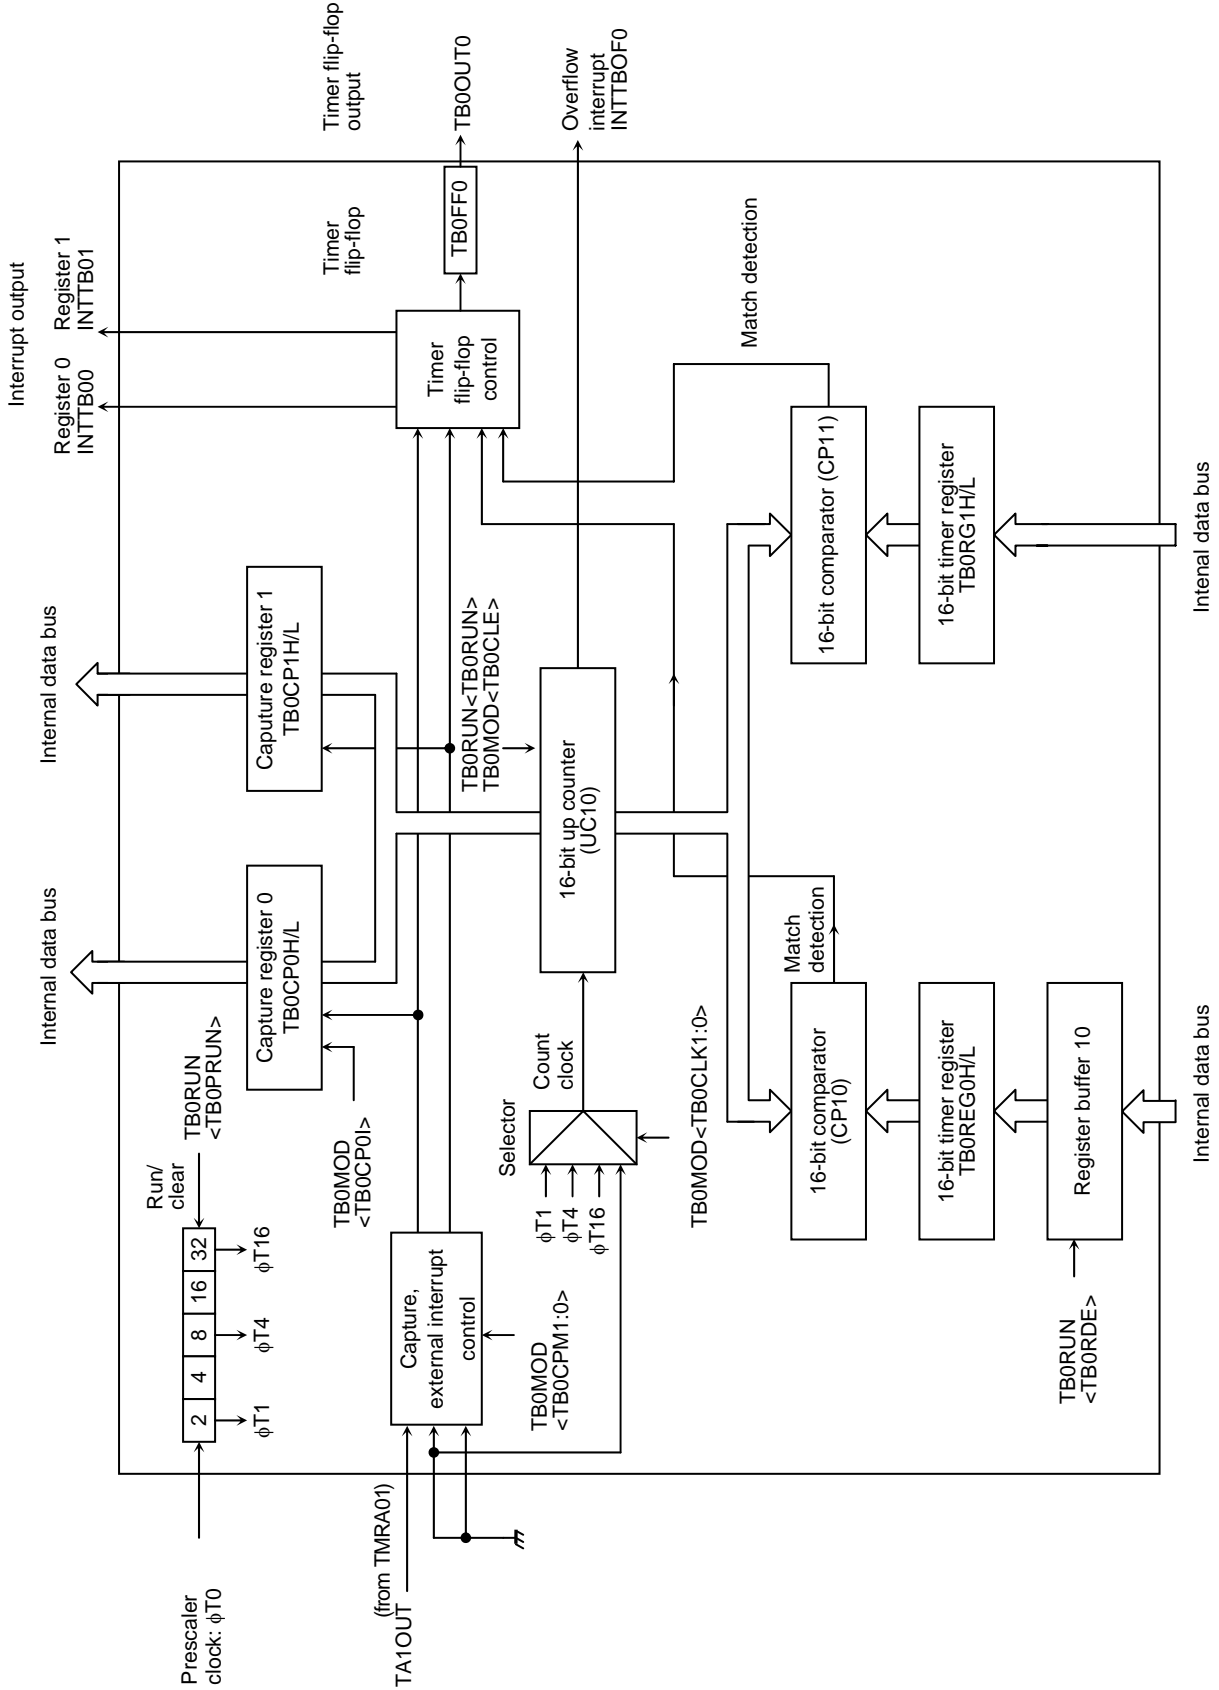 Prescaler
clock: ϕT0
2
4
8
16
32
ϕT1
ϕT4
ϕT16
Run/
clear
TB0RUN
<TB0PRUN>
Internal data bus
Internal data bus
Interrupt output
Register 0
INTTB00
Register 1
INTTB01
Capture register 0
TB0CP0H/L
Caputure register 1
TB0CP1H/L
TB0MOD
<TB0CP0I>
Timer
flip-flop
Timer flip-flop
output
(from TMRA01)
TA1OUT
Capture,
external interrupt
control
Timer
flip-flop
control
TB0FF0
TB0OUT0
TB0MOD
<TB0CPM1:0>
TB0RUN<TB0RUN>
TB0MOD<TB0CLE>
Selector
ϕT1
ϕT4
ϕT16
Count
clock
16-bit up counter
(UC10)
Overflow
interrupt
INTTBOF0
TB0MOD<TB0CLK1:0>
Match
detection
Match detection
16-bit comparator
(CP10)
16-bit comparator (CP11)
16-bit timer register
TB0REG0H/L
16-bit timer register
TB0RG1H/L
Register buffer 10
TB0RUN
<TB0RDE>
Internal data bus
Intenal data bus